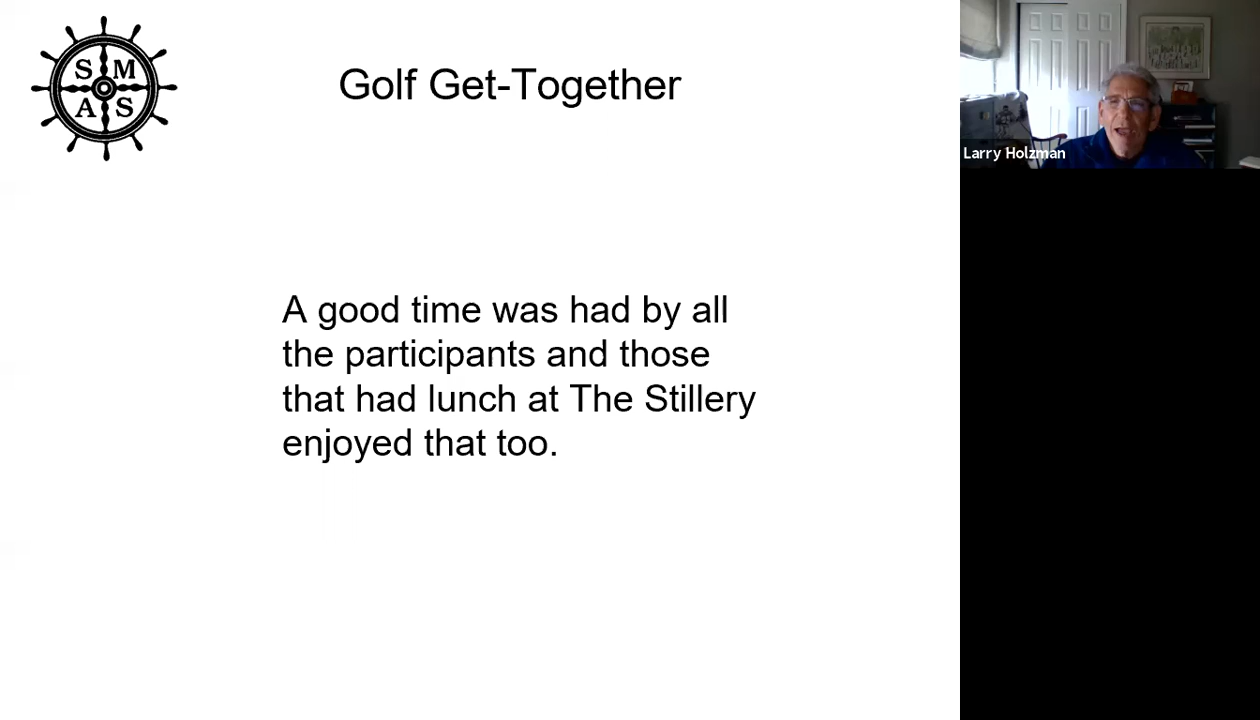 S M
A S
Golf Get-Together
Larry Holzman
A good time was had by all
the participants and those
that had lunch at The Stillery
enjoyed that too.